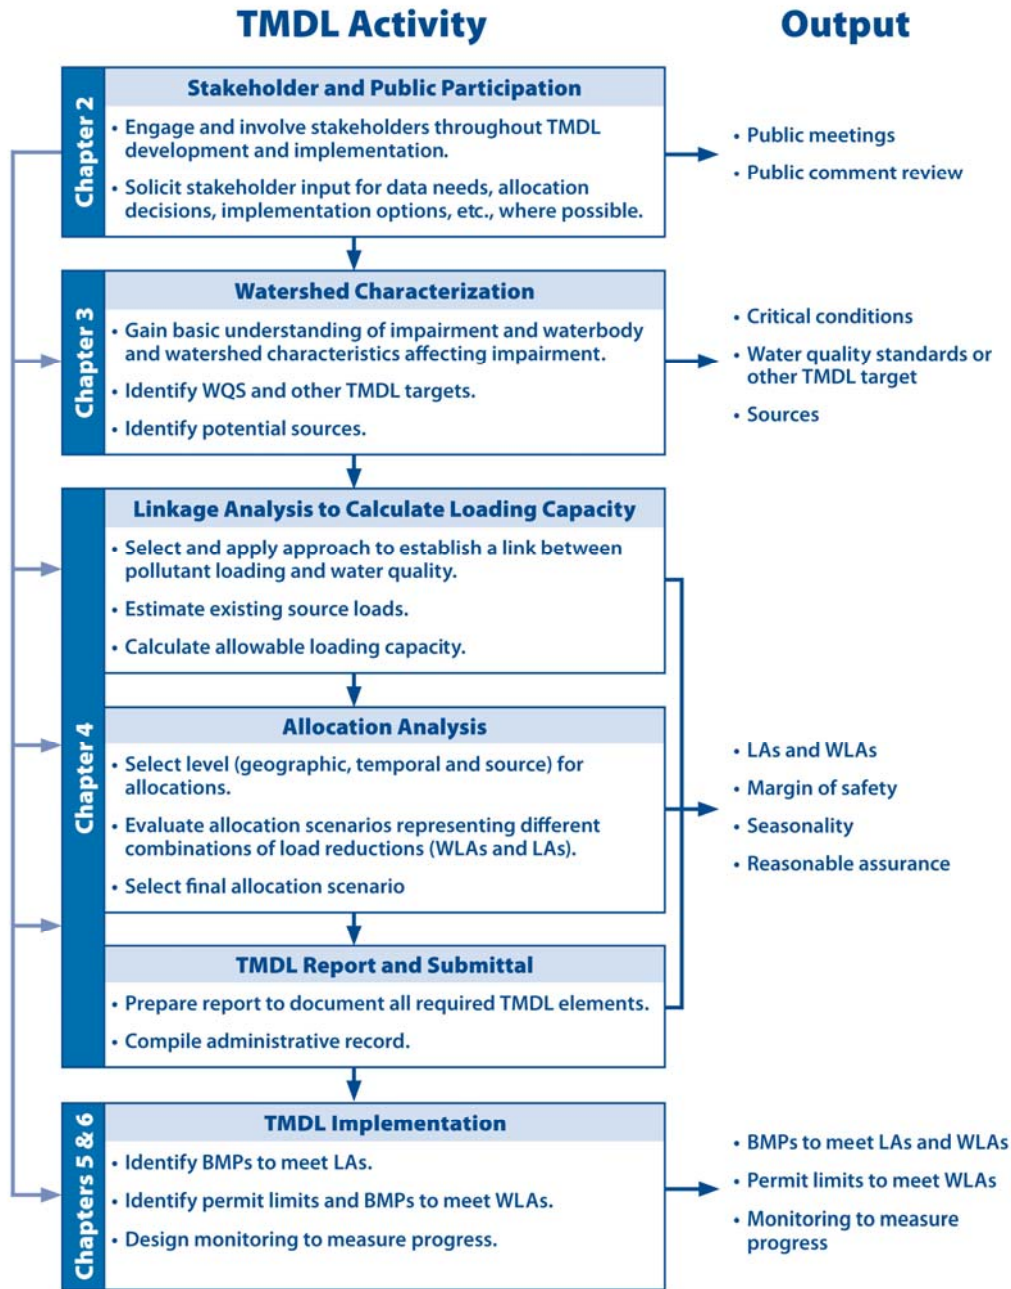 TMDL Activity
Output
Chapter 2
Stakeholder and Public Participation
• Engage and involve stakeholders throughout TMDL
development and implementation.
• Solicit stakeholder input for data needs, allocation
decisions, implementation options, etc., where possible.
• Public meetings
• Public comment review
Chapter 3
Watershed Characterization
• Gain basic understanding of impairment and waterbody
and watershed characteristics affecting impairment.
• Identify WQS and other TMDL targets.
• Identify potential sources.
• Critical conditions
• Water quality standards or
other TMDL target
• Sources
Chapter 4
Linkage Analysis to Calculate Loading Capacity
• Select and apply approach to establish a link between
pollutant loading and water quality.
• Estimate existing source loads.
• Calculate allowable loading capacity.
Allocation Analysis
• Select level (geographic, temporal and source) for
allocations.
• Evaluate allocation scenarios representing different
combinations of load reductions (WLAs and LAs).
• Select final allocation scenario
TMDL Report and Submittal
• Prepare report to document all required TMDL elements.
• Compile administrative record.
• LAs and WLAs
• Margin of safety
• Seasonality
• Reasonable assurance
Chapters 5 & 6
TMDL Implementation
• Identify BMPs to meet LAs.
• Identify permit limits and BMPs to meet WLAs.
• Design monitoring to measure progress.
• BMPs to meet LAs and WLAs
• Permit limits to meet WLAs
• Monitoring to measure
progress